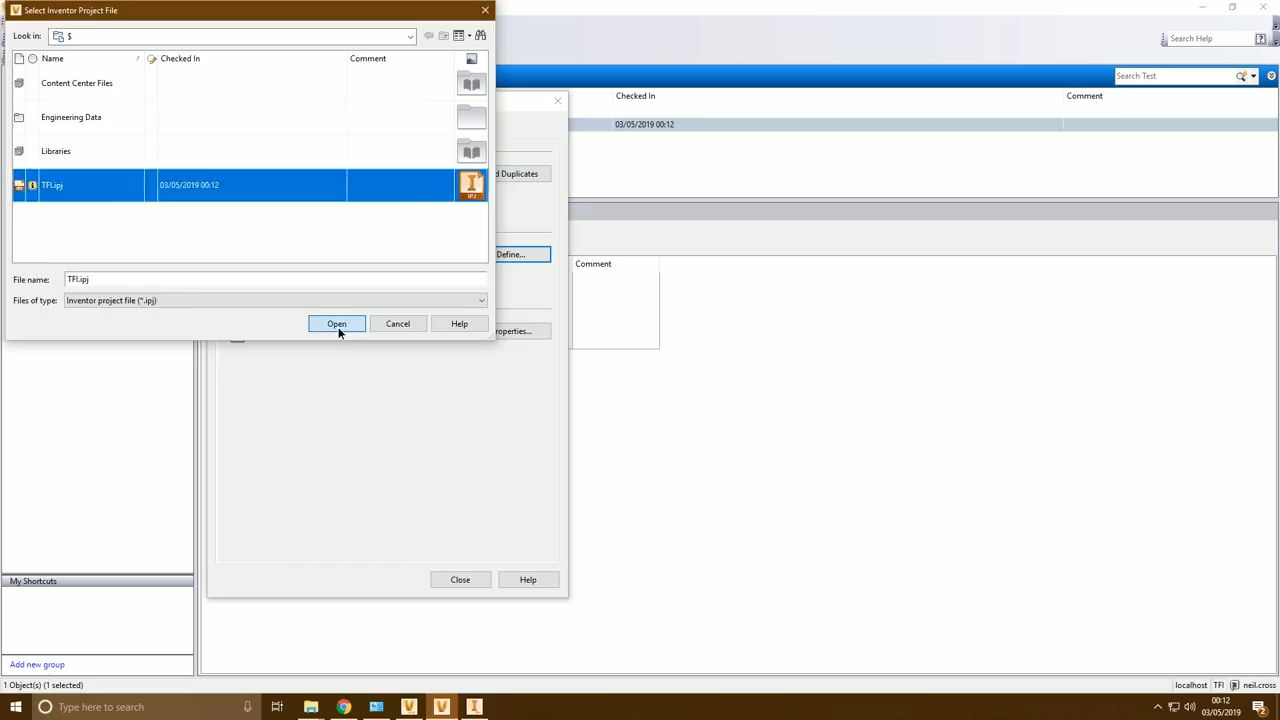 Select Inventor Project File
Look in: $
Name / Checked In Comment
Content Center Files
Engineering Data
Libraries
TFI.ipj 03/05/2019 00:12
IPJ
File name: TFI.ipj
Files of type: Inventor project file (*.ipj)
Open Cancel Help
Search Help
Search Test
Checked In Comment
03/05/2019 00:12
d Duplicates
Define...
Comment
roperties...
Close Help
My Shortcuts
Add new group
1 Object(s) (1 selected)
localhost TFI neil.cross
Type here to search
00:12
03/05/2019
2